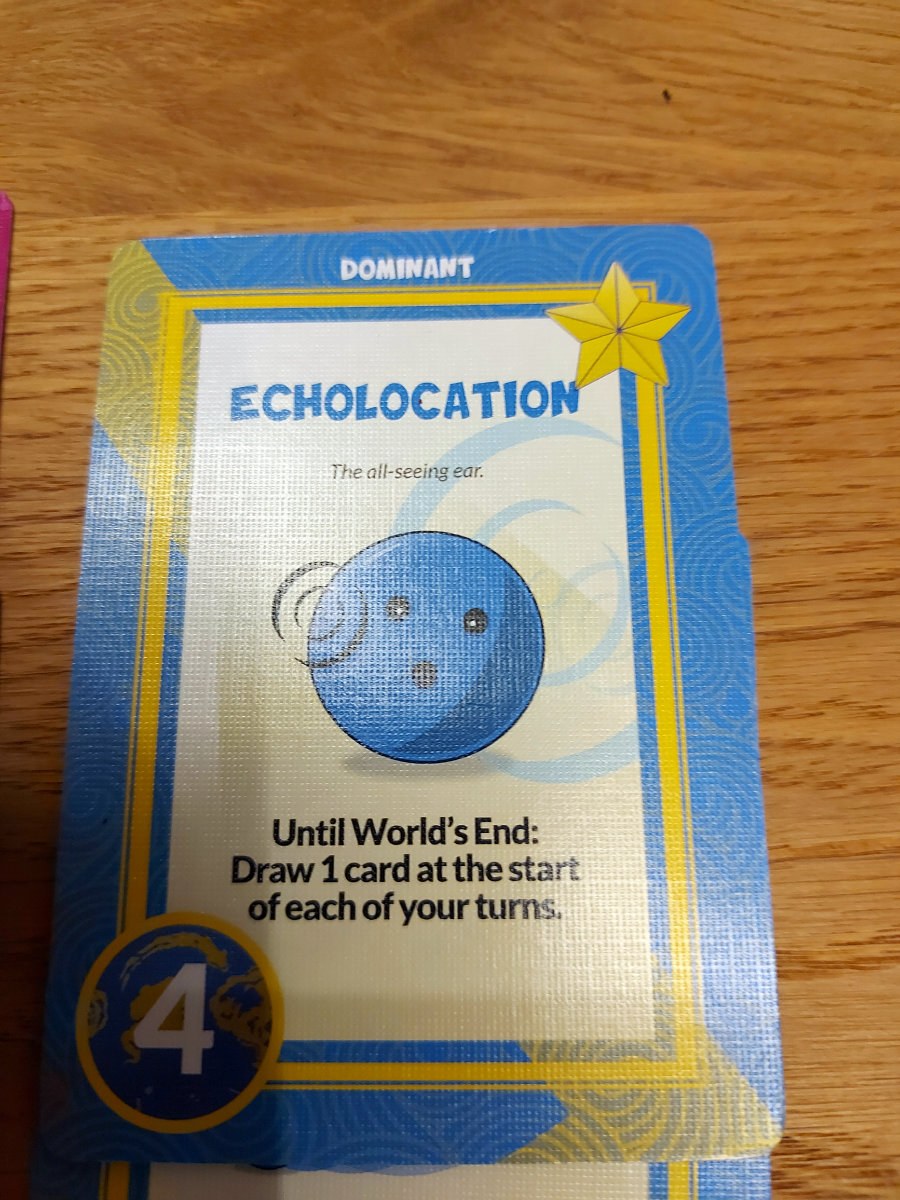 DOMINANT
ECHOLOCATION
The all-seeing ear.
Until World's End:
Draw 1 card at the start
of each of your turns.
4